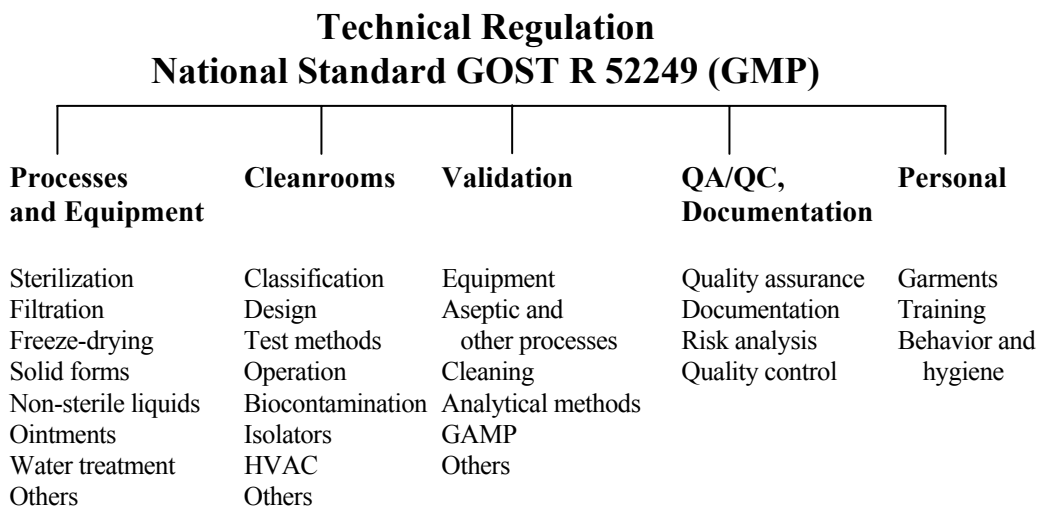 Technical Regulation
National Standard GOST R 52249 (GMP)
Processes
and Equipment
Sterilization
Filtration
Freeze-drying
Solid forms
Non-sterile liquids
Ointments
Water treatment
Others
Cleanrooms
Classification
Design
Test methods
Operation
Biocontamination
Isolators
HVAC
Others
Validation
Equipment
Aseptic and
other processes
Cleaning
Analytical methods
GAMP
Others
QA/QC,
Documentation
Quality assurance
Documentation
Risk analysis
Quality control
Personal
Garments
Training
Behavior and
hygiene